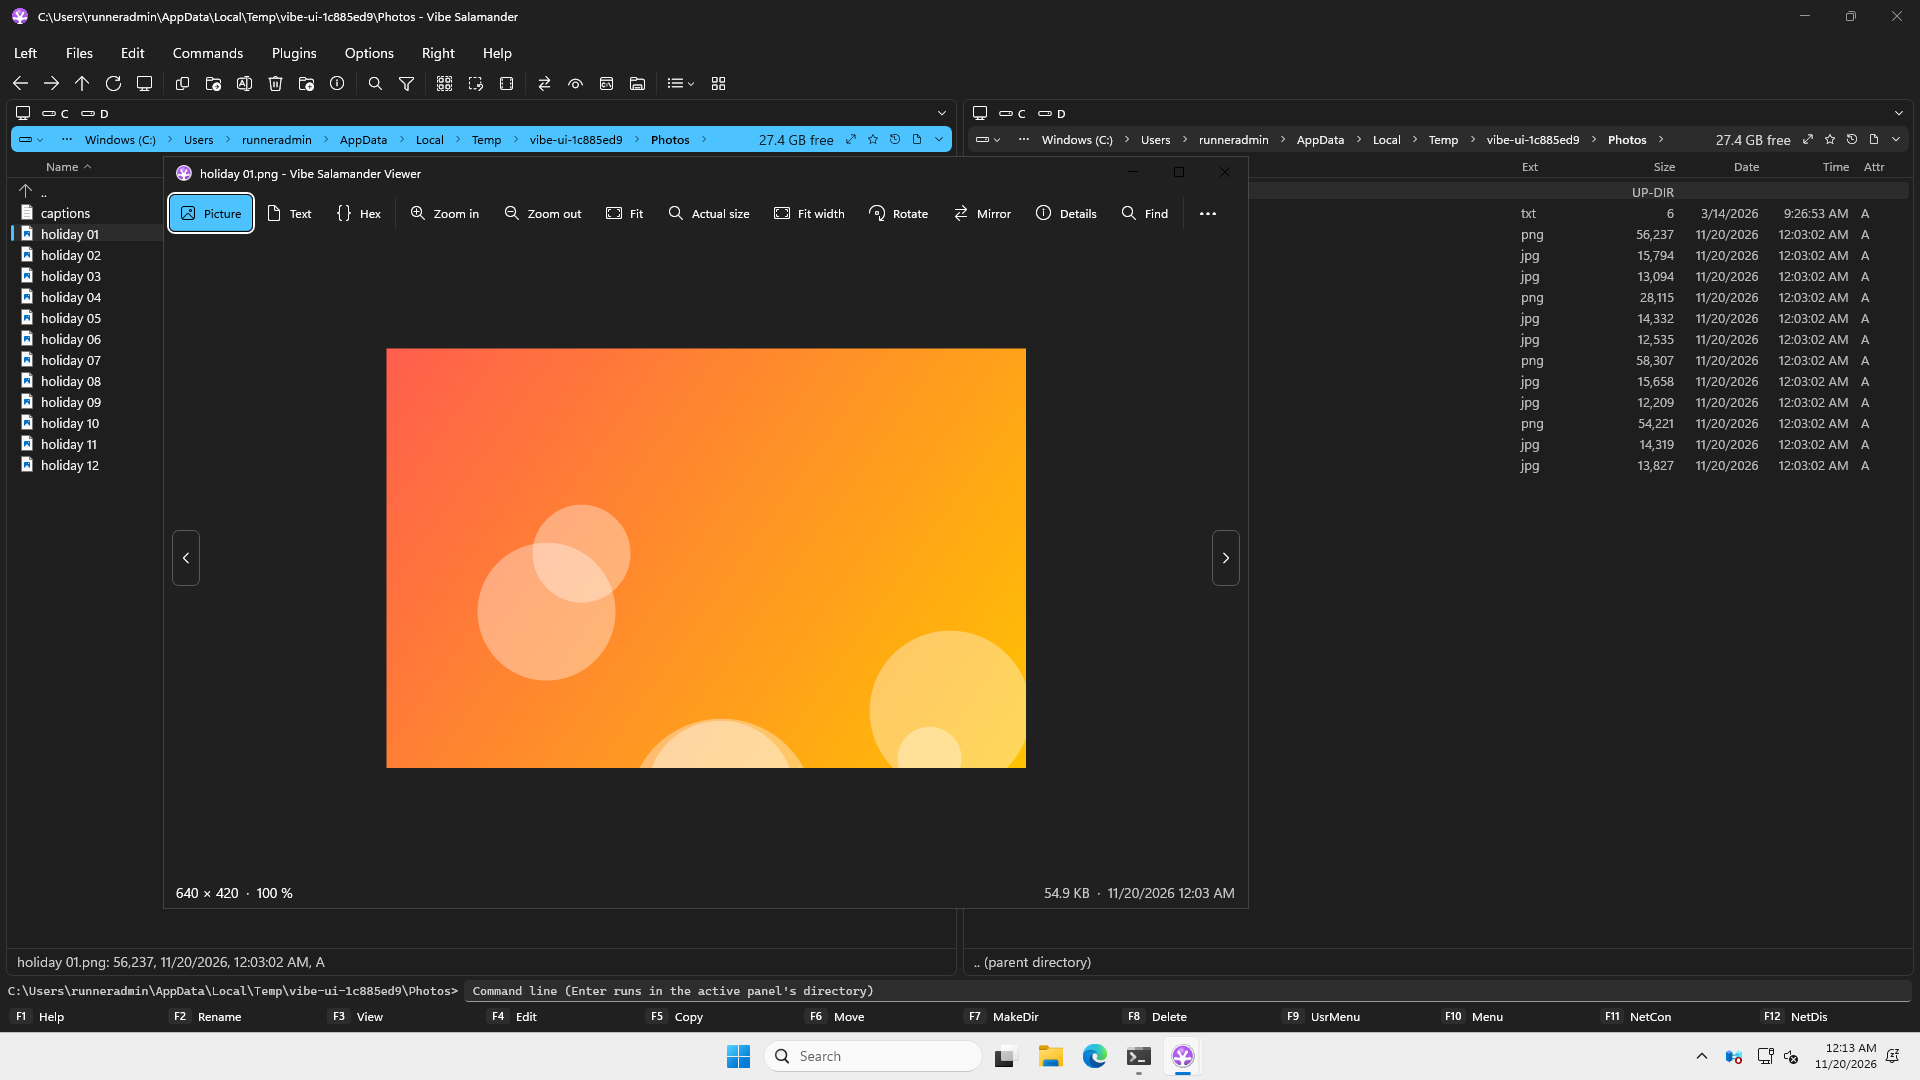 C:\Users\runneradmin\AppData\Local\Temp\vibe-ui-1c885ed9\Photos - Vibe Salamander
Left Files Edit Commands Plugins Options Right Help
C D
C D
Windows (C:) Users runneradmin AppData Local Temp vibe-ui-1c885ed9 Photos 27.4 GB free
Windows (C:) Users runneradmin AppData Local Temp vibe-ui-1c885ed9 Photos 27.4 GB free
Name
Ext Size Date Time Attr
..
captions
holiday 01
holiday 02
holiday 03
holiday 04
holiday 05
holiday 06
holiday 07
holiday 08
holiday 09
holiday 10
holiday 11
holiday 12
holiday 01.png - Vibe Salamander Viewer
Picture Text Hex Zoom in Zoom out Fit Actual size Fit width Rotate Mirror Details Find
640 × 420 · 100 %
54.9 KB · 11/20/2026 12:03 AM
UP-DIR
txt 6 3/14/2026 9:26:53 AM A
png 56,237 11/20/2026 12:03:02 AM A
jpg 15,794 11/20/2026 12:03:02 AM A
jpg 13,094 11/20/2026 12:03:02 AM A
png 28,115 11/20/2026 12:03:02 AM A
jpg 14,332 11/20/2026 12:03:02 AM A
jpg 12,535 11/20/2026 12:03:02 AM A
png 58,307 11/20/2026 12:03:02 AM A
jpg 15,658 11/20/2026 12:03:02 AM A
jpg 12,209 11/20/2026 12:03:02 AM A
png 54,221 11/20/2026 12:03:02 AM A
jpg 14,319 11/20/2026 12:03:02 AM A
jpg 13,827 11/20/2026 12:03:02 AM A
holiday 01.png: 56,237, 11/20/2026, 12:03:02 AM, A
.. (parent directory)
C:\Users\runneradmin\AppData\Local\Temp\vibe-ui-1c885ed9\Photos> Command line (Enter runs in the active panel's directory)
F1 Help F2 Rename F3 View F4 Edit F5 Copy F6 Move F7 MakeDir F8 Delete F9 UsrMenu F10 Menu F11 NetCon F12 NetDis
Search
12:13 AM
11/20/2026